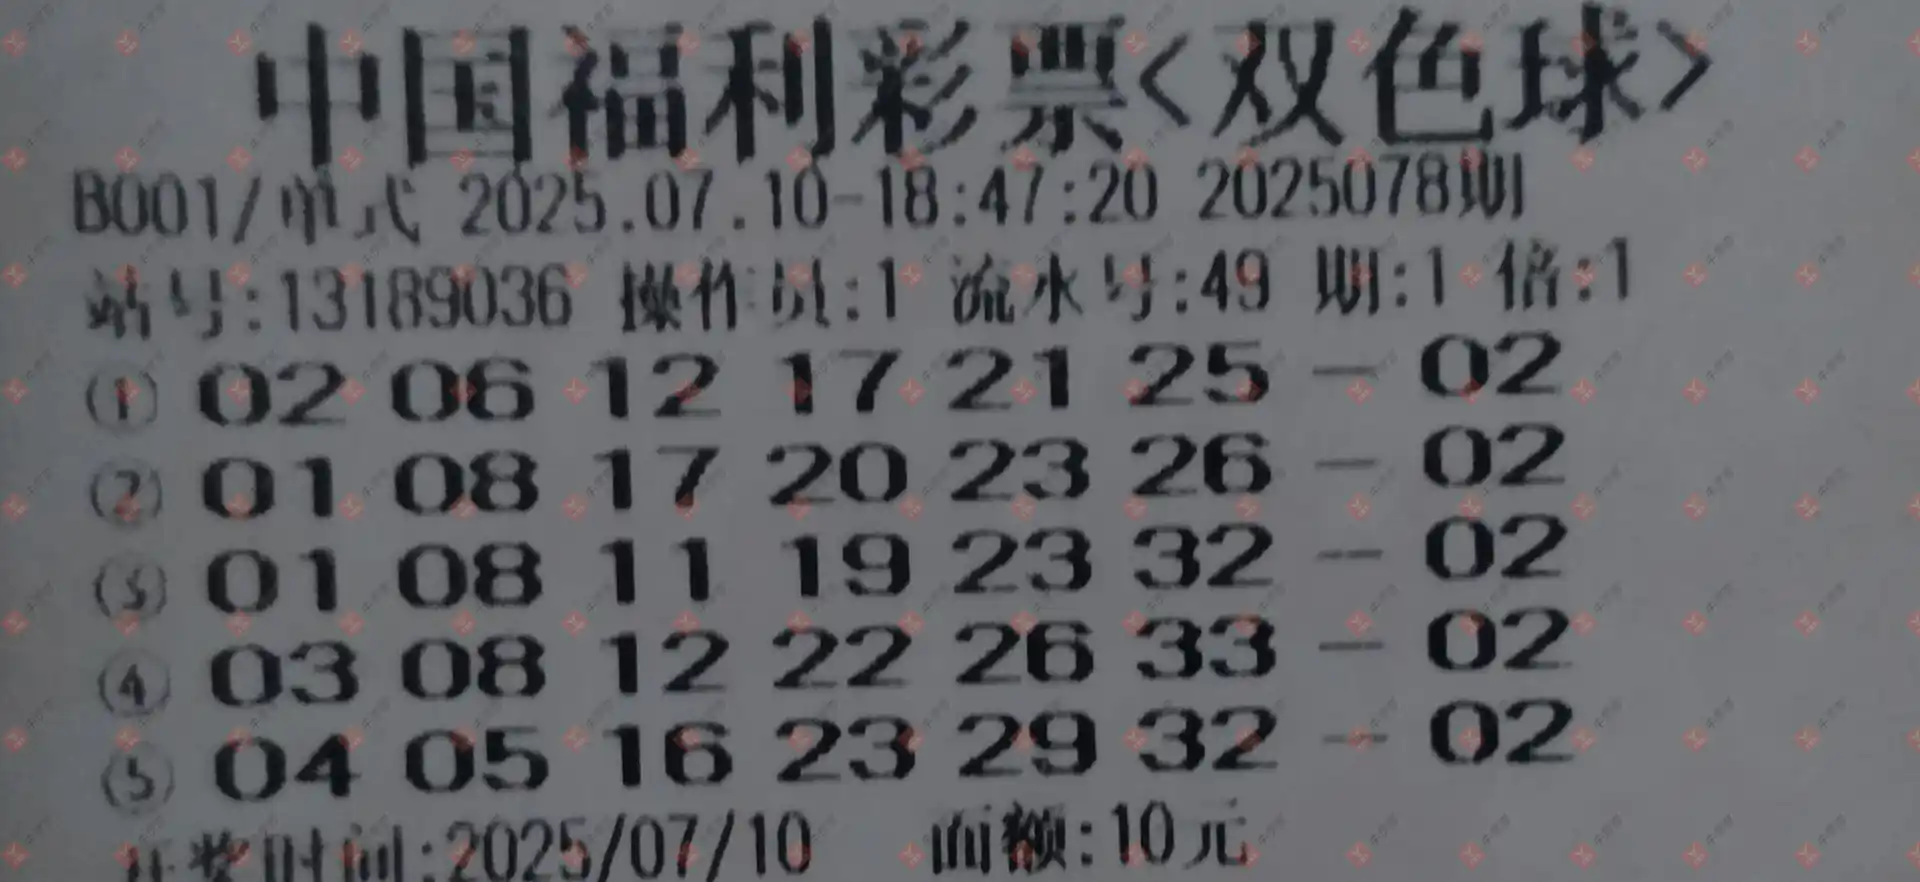 中国福利彩票<双色球>
B001/单式 2025.07.10-18:47:20 2025078期
站号:13189036 操作员:1 流水号:49 期:1 倍:1
① 02 06 12 17 21 25 — 02
② 01 08 17 20 23 26 — 02
③ 01 08 11 19 23 32 — 02
④ 03 08 12 22 26 33 — 02
⑤ 04 05 16 23 29 32 — 02
开奖时间:2025/07/10 面额:10元